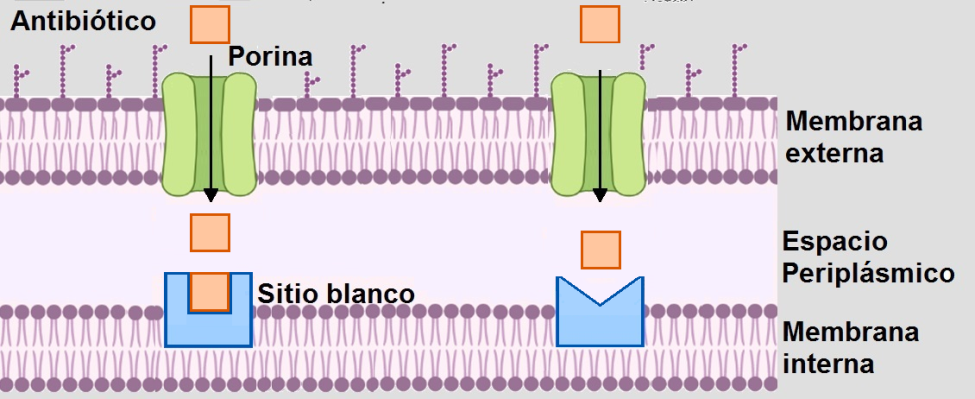 Antibiótico
Porina
Membrana
externa
Espacio
Periplásmico
Sitio blanco
Membrana
interna